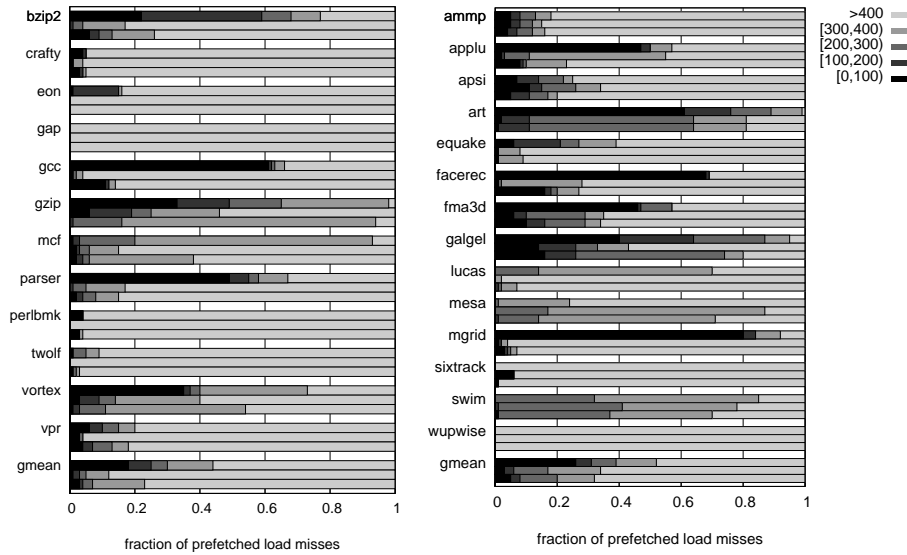 bzip2
crafty
eon
gap
gcc
gzip
mcf
parser
perlbmk
twolf
vortex
vpr
gmean
0 0.2 0.4 0.6 0.8 1
fraction of prefetched load misses
ammp
applu
apsi
art
equake
facerec
fma3d
galgel
lucas
mesa
mgrid
sixtrack
swim
wupwise
gmean
0 0.2 0.4 0.6 0.8 1
fraction of prefetched load misses
>400
[300,400)
[200,300)
[100,200)
[0,100)